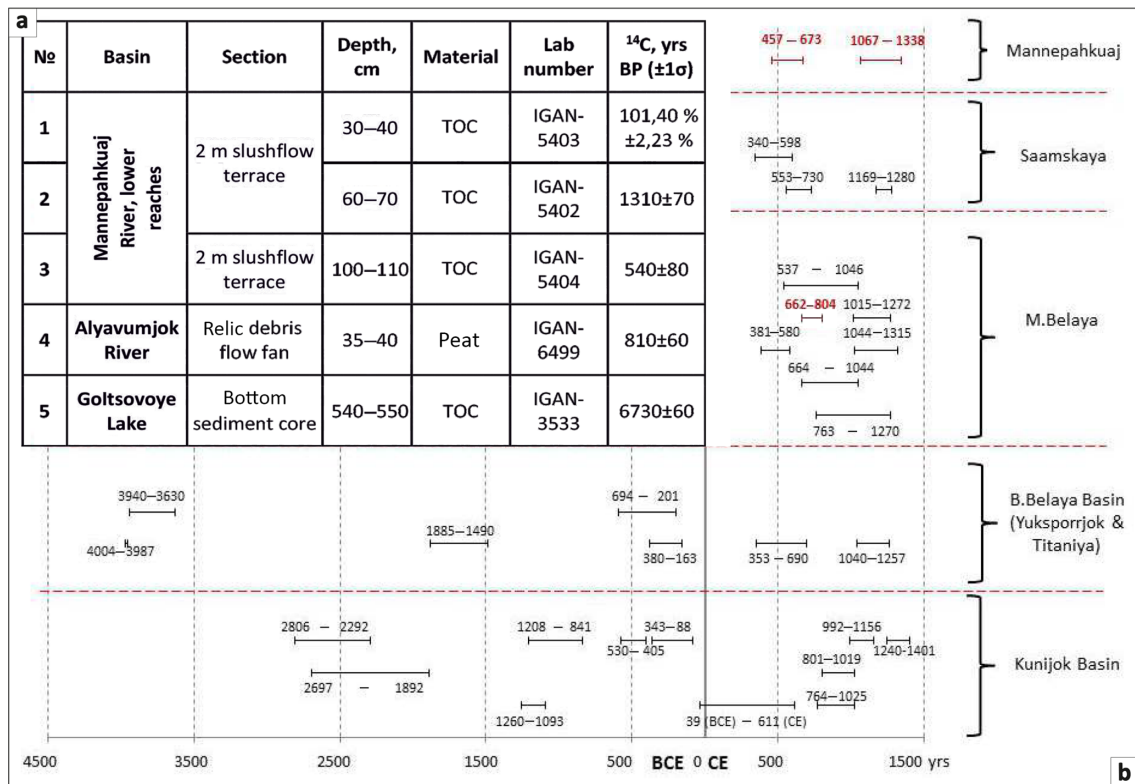 a
№ Basin Section Depth, cm Material Lab number ¹⁴C, yrs BP (±1σ)
1 Mannepahkuaj River, lower reaches 2 m slushflow terrace 30–40 TOC IGAN-5403 101,40 % ±2,23 %
2 60–70 TOC IGAN-5402 1310±70
3 2 m slushflow terrace 100–110 TOC IGAN-5404 540±80
4 Alyavumjok River Relic debris flow fan 35–40 Peat IGAN-6499 810±60
5 Goltsovoye Lake Bottom sediment core 540–550 TOC IGAN-3533 6730±60
457 – 673 1067 – 1338
Mannepahkuaj
340–598
553–730 1169–1280
Saamskaya
537 – 1046
662–804 1015–1272
381–580 1044–1315
664 – 1044
763 – 1270
M.Belaya
3940–3630 694 – 201
1885–1490
4004–3987 380–163 353 – 690 1040–1257
B.Belaya Basin
(Yuksporrjok &
Titaniya)
2806 – 2292 1208 – 841 343–88 992–1156
530 – 405 1240-1401
801–1019
2697 – 1892 764–1025
1260–1093 39 (BCE) – 611 (CE)
Kunijok Basin
4500 3500 2500 1500 500 BCE 0 CE 500 1500 yrs
b